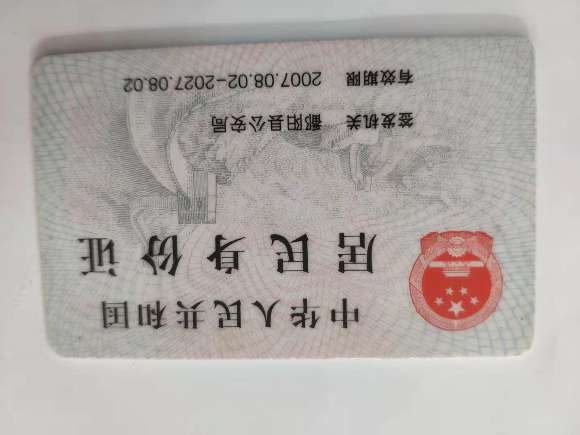 中华人民共和国
居民身份证
签发机关 鄱阳县公安局
有效期限 2007.08.02-2027.08.02